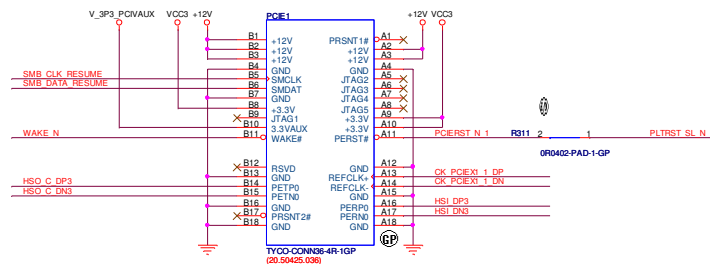 V_3P3_PCIVAUX VCC3 +12V PCIE1 +12V VCC3
B1 +12V PRSNT1# A1
B2 +12V +12V A2
B3 +12V +12V A3
B4 GND GND A4
SMB_CLK_RESUME B5 SMCLK JTAG2 A5
SMB_DATA_RESUME B6 SMDAT JTAG3 A6
B7 GND JTAG4 A7
B8 +3.3V JTAG5 A8
B9 JTAG1 +3.3V A9
B10 3.3VAUX +3.3V A10
WAKE_N B11 WAKE# PERST# A11 PCIERST_N_1 R311 2 1 PLTRST_SL_N
0R0402-PAD-1-GP
B12 RSVD GND A12
B13 GND REFCLK+ A13 CK_PCIEX1_1_DP
HSO_C_DP3 B14 PETP0 REFCLK- A14 CK_PCIEX1_1_DN
HSO_C_DN3 B15 PETN0 GND A15
B16 GND PERP0 A16 HSI_DP3
B17 PRSNT2# PERN0 A17 HSI_DN3
B18 GND GND A18
GP
TYCO-CONN36-4R-1GP
(20.50425.036)